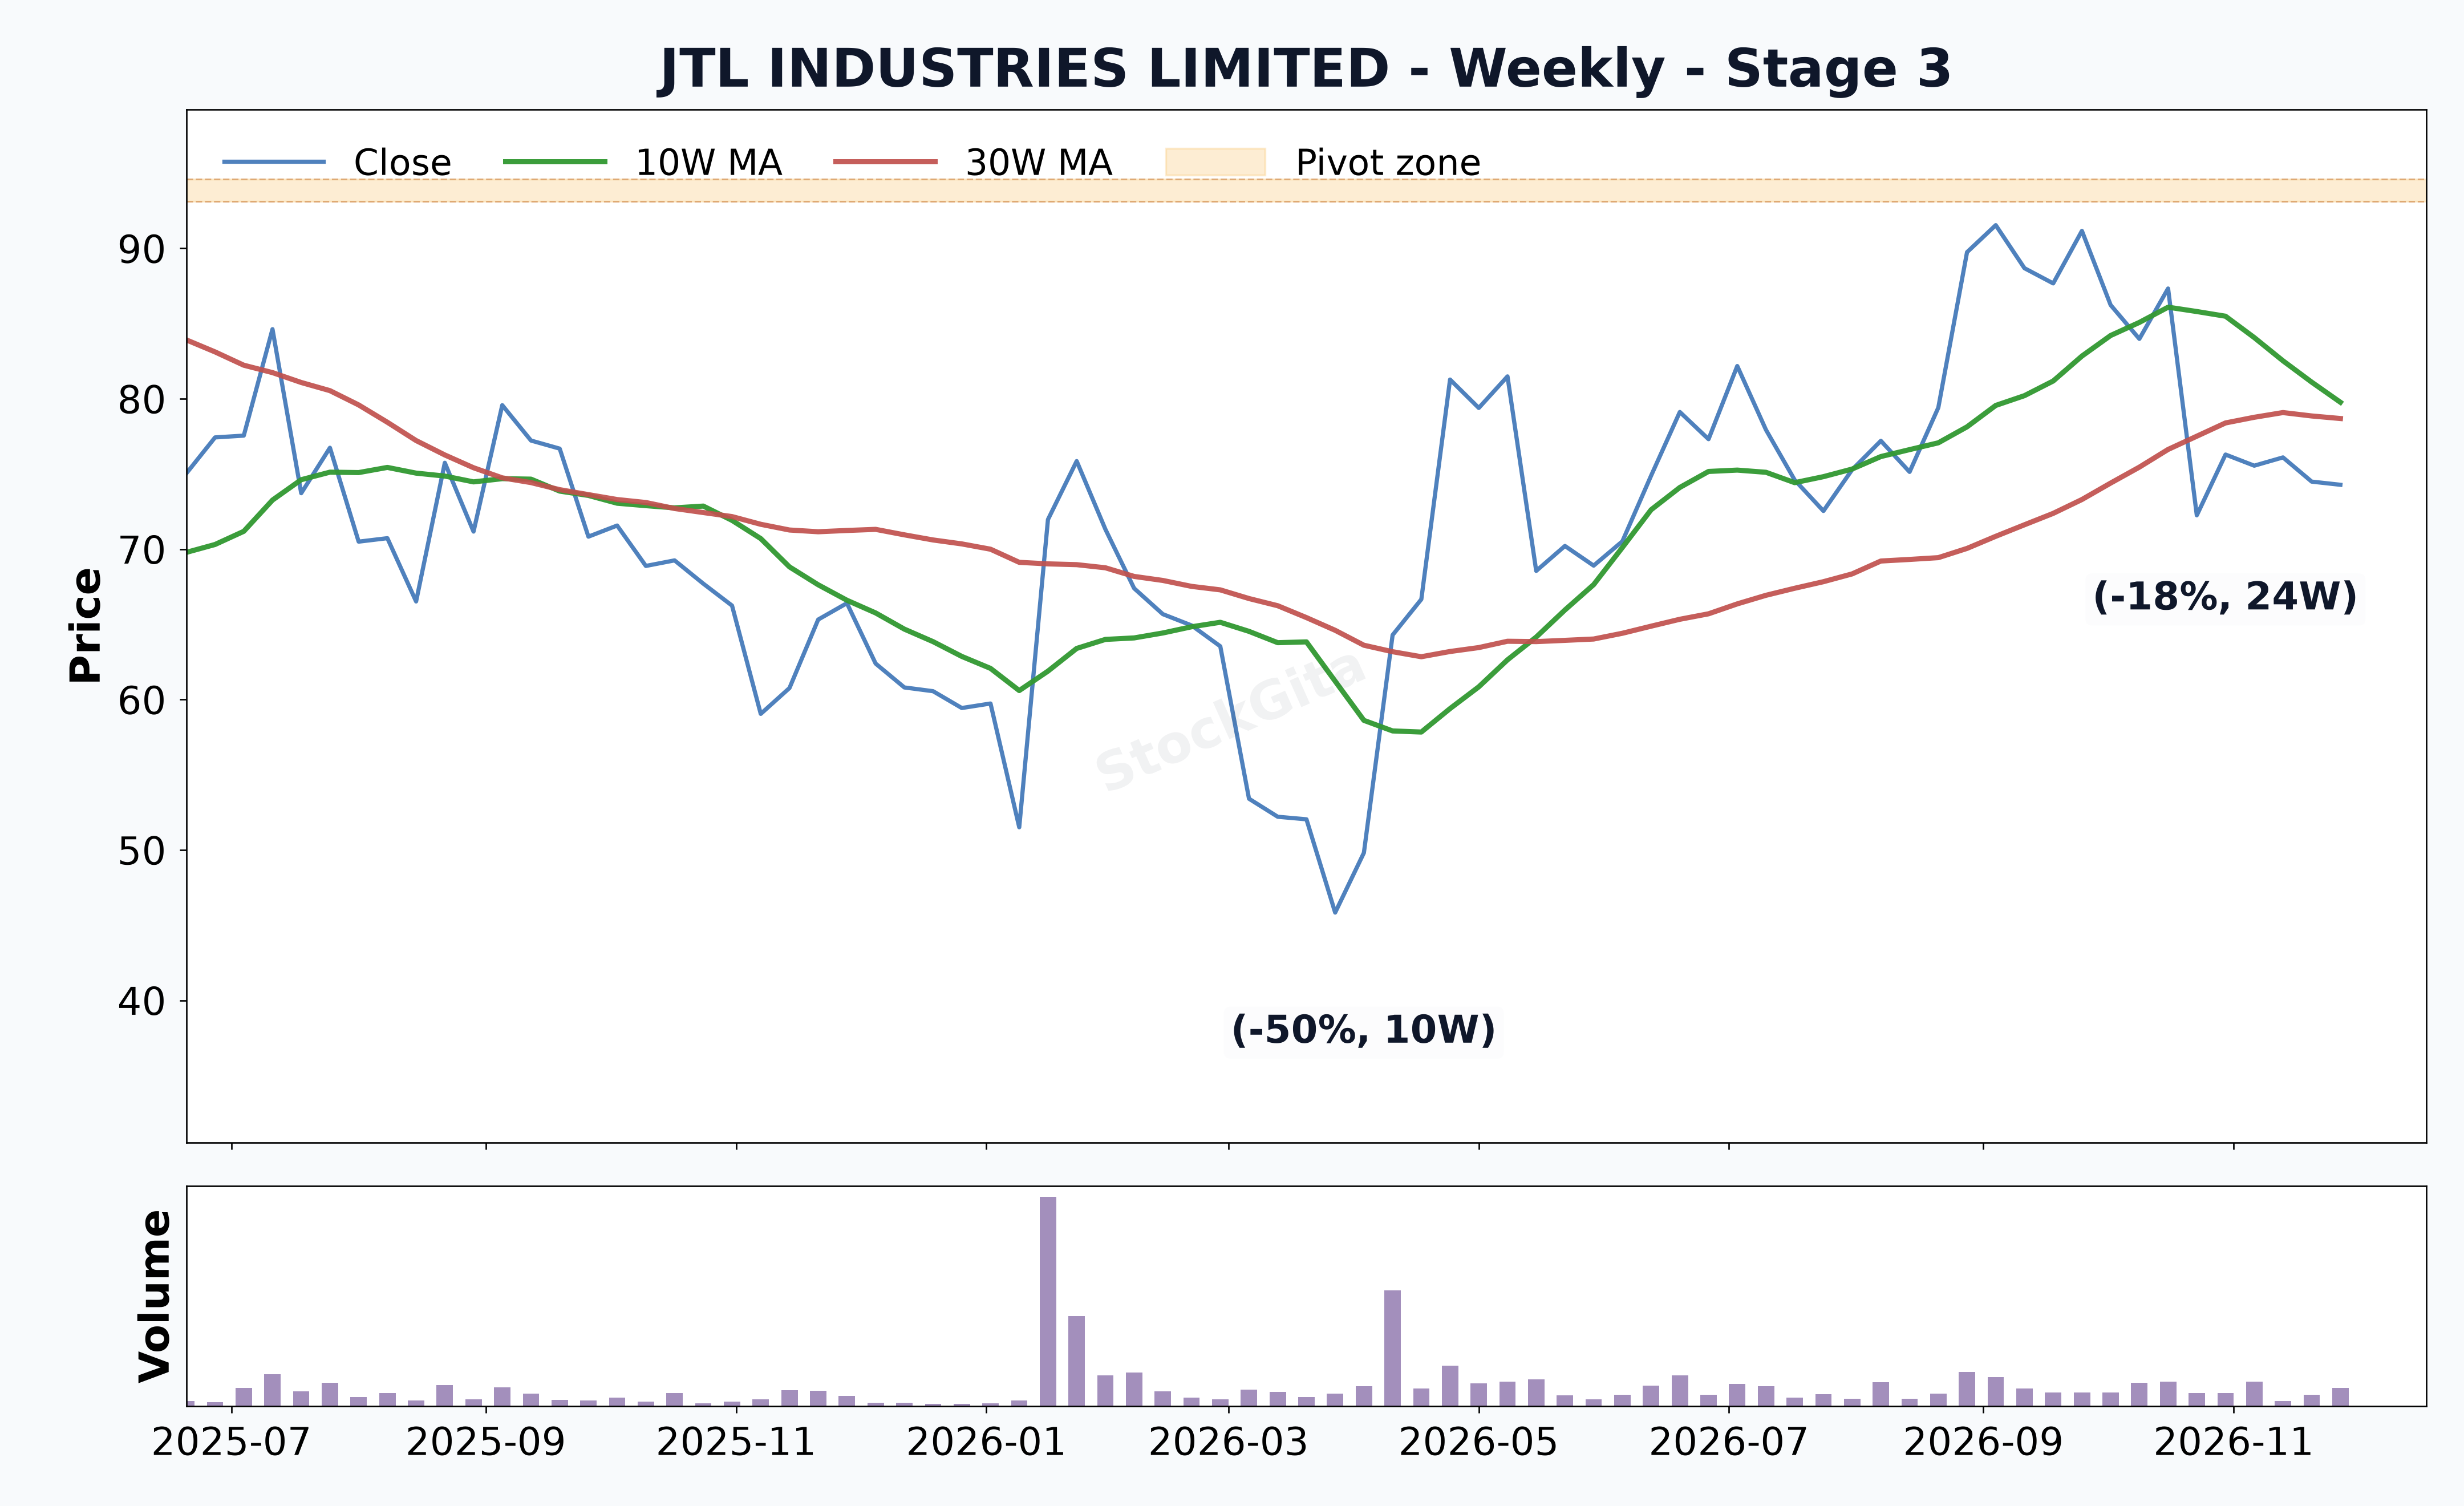 JTL INDUSTRIES LIMITED - Weekly - Stage 3
Close 10W MA 30W MA Pivot zone
Price
90
80
70
60
50
40
(-18%, 24W)
StockGita
(-50%, 10W)
Volume
2025-07 2025-09 2025-11 2026-01 2026-03 2026-05 2026-07 2026-09 2026-11